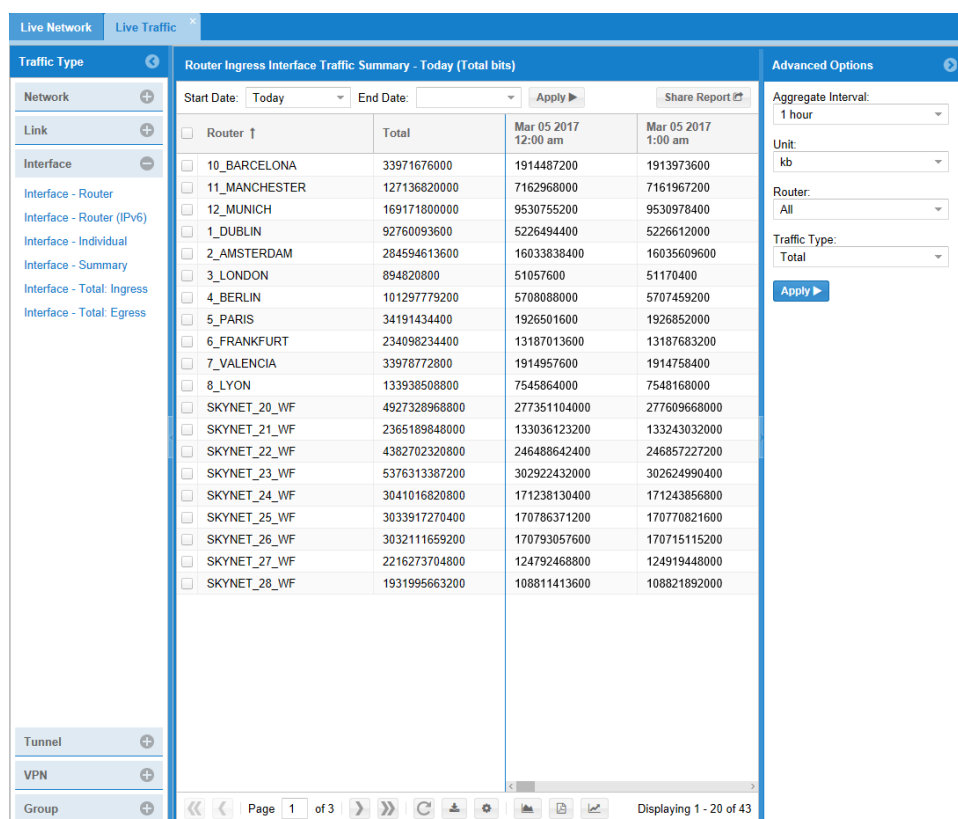 Live Network Live Traffic ×
Traffic Type
Network
Link
Interface
Interface - Router
Interface - Router (IPv6)
Interface - Individual
Interface - Summary
Interface - Total: Ingress
Interface - Total: Egress
Tunnel
VPN
Group
Router Ingress Interface Traffic Summary - Today (Total bits)
Start Date: Today End Date: Apply Share Report
Router ↑ Total Mar 05 2017 12:00 am Mar 05 2017 1:00 am
10_BARCELONA 33971676000 1914487200 1913973600
11_MANCHESTER 127136820000 7162968000 7161967200
12_MUNICH 169171800000 9530755200 9530978400
1_DUBLIN 92760093600 5226494400 5226612000
2_AMSTERDAM 284594613600 16033838400 16035609600
3_LONDON 894820800 51057600 51170400
4_BERLIN 101297779200 5708088000 5707459200
5_PARIS 34191434400 1926501600 1926852000
6_FRANKFURT 234098234400 13187013600 13187683200
7_VALENCIA 33978772800 1914957600 1914758400
8_LYON 133938508800 7545864000 7548168000
SKYNET_20_WF 4927328968800 277351104000 277609668000
SKYNET_21_WF 2365189848000 133036123200 133243032000
SKYNET_22_WF 4382702320800 246488642400 246857227200
SKYNET_23_WF 5376313387200 302922432000 302624990400
SKYNET_24_WF 3041016820800 171238130400 171243856800
SKYNET_25_WF 3033917270400 170786371200 170770821600
SKYNET_26_WF 3032111659200 170793057600 170715115200
SKYNET_27_WF 2216273704800 124792468800 124919448000
SKYNET_28_WF 1931995663200 108811413600 108821892000
Page 1 of 3 Displaying 1 - 20 of 43
Advanced Options
Aggregate Interval:
1 hour
Unit:
kb
Router:
All
Traffic Type:
Total
Apply